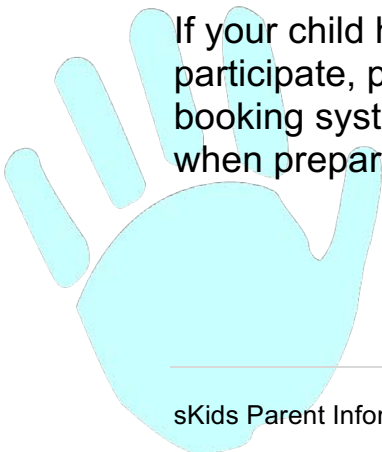 If your child
participate,
booking
when
sKids Parent